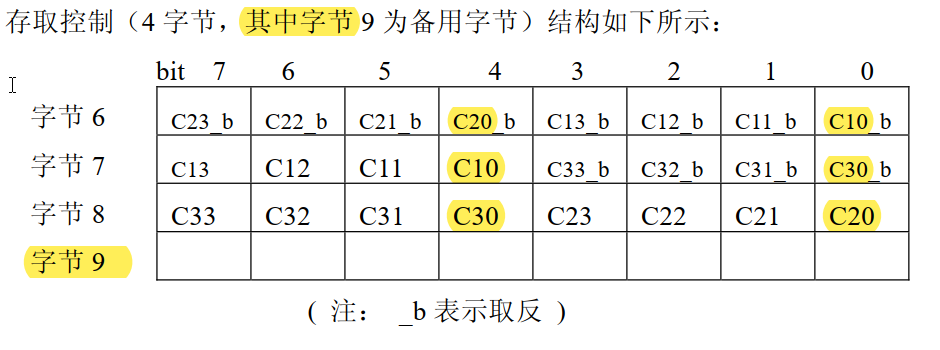 存取控制（4 字节，其中字节 9 为备用字节）结构如下所示：
bit 7 6 5 4 3 2 1 0
字节 6 C23_b C22_b C21_b C20_b C13_b C12_b C11_b C10_b
字节 7 C13 C12 C11 C10 C33_b C32_b C31_b C30_b
字节 8 C33 C32 C31 C30 C23 C22 C21 C20
字节 9
( 注： _b 表示取反 )